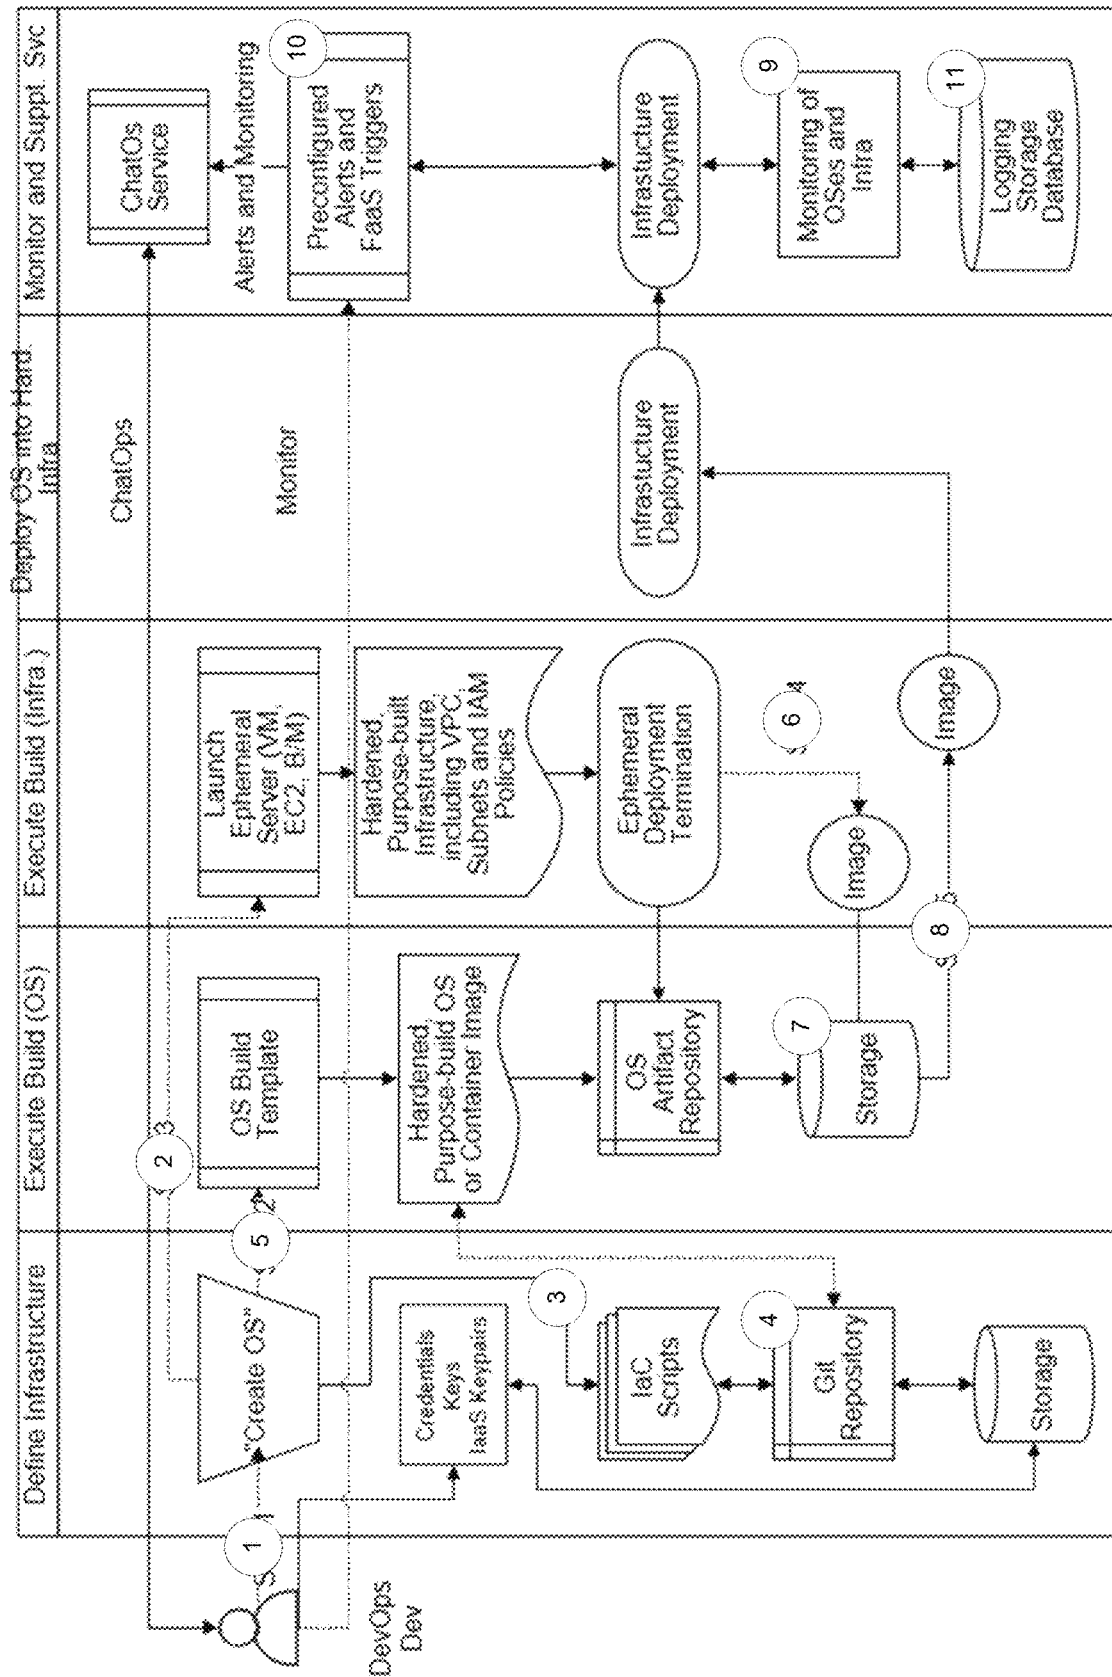 Define Infrastructure
Execute Build (OS)
Execute Build (Infra.)
Deploy OS into Hard.
Infra
Monitor and Suppt. Svc
DevOps
Dev
1
"Create OS"
2
3
5
2
Credentials
Keys
IaaS Keypairs
3
IaC
Scripts
4
Git
Repository
Storage
OS Build
Template
Hardened,
Purpose-build OS
or Container Image
OS
Artifact
Repository
7
Storage
Launch
Ephemeral
Server (VM,
EC2, B/M)
Hardened,
Purpose-built
Infrastructure,
including VPC,
Subnets and IAM
Policies
Ephemeral
Deployment
Termination
6
4
Image
8
Image
ChatOps
Monitor
Infrastucture
Deployment
ChatOs
Service
Alerts and Monitoring
10
Preconfigured
Alerts and
FaaS Triggers
Infrastucture
Deployment
9
Monitoring of
OSes and
Infra
11
Logging
Storage
Database